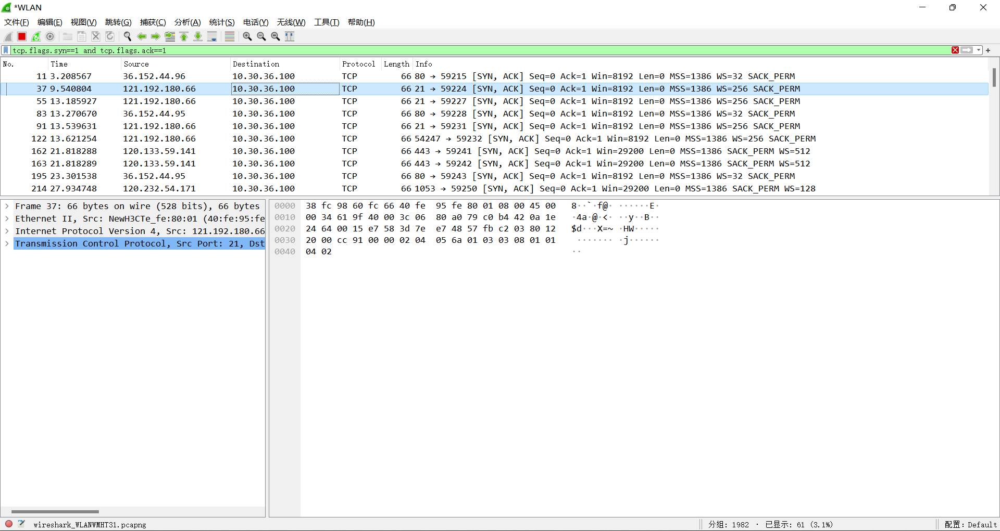 *WLAN
文件(F) 编辑(E) 视图(V) 跳转(G) 捕获(C) 分析(A) 统计(S) 电话(Y) 无线(W) 工具(T) 帮助(H)
tcp.flags.syn==1 and tcp.flags.ack==1
No. Time Source Destination Protocol Length Info
11 3.208567 36.152.44.96 10.30.36.100 TCP 66 80 → 59215 [SYN, ACK] Seq=0 Ack=1 Win=8192 Len=0 MSS=1386 WS=32 SACK_PERM
37 9.540804 121.192.180.66 10.30.36.100 TCP 66 21 → 59224 [SYN, ACK] Seq=0 Ack=1 Win=8192 Len=0 MSS=1386 WS=256 SACK_PERM
55 13.185927 121.192.180.66 10.30.36.100 TCP 66 21 → 59227 [SYN, ACK] Seq=0 Ack=1 Win=8192 Len=0 MSS=1386 WS=256 SACK_PERM
83 13.270670 36.152.44.95 10.30.36.100 TCP 66 80 → 59228 [SYN, ACK] Seq=0 Ack=1 Win=8192 Len=0 MSS=1386 WS=32 SACK_PERM
91 13.539631 121.192.180.66 10.30.36.100 TCP 66 21 → 59231 [SYN, ACK] Seq=0 Ack=1 Win=8192 Len=0 MSS=1386 WS=256 SACK_PERM
122 13.621254 121.192.180.66 10.30.36.100 TCP 66 54247 → 59232 [SYN, ACK] Seq=0 Ack=1 Win=8192 Len=0 MSS=1386 WS=256 SACK_PERM
162 21.818288 120.133.59.141 10.30.36.100 TCP 66 443 → 59241 [SYN, ACK] Seq=0 Ack=1 Win=29200 Len=0 MSS=1386 SACK_PERM WS=512
163 21.818289 120.133.59.141 10.30.36.100 TCP 66 443 → 59242 [SYN, ACK] Seq=0 Ack=1 Win=29200 Len=0 MSS=1386 SACK_PERM WS=512
195 23.301538 36.152.44.95 10.30.36.100 TCP 66 80 → 59243 [SYN, ACK] Seq=0 Ack=1 Win=8192 Len=0 MSS=1386 WS=32 SACK_PERM
214 27.934748 120.232.54.171 10.30.36.100 TCP 66 1053 → 59250 [SYN, ACK] Seq=0 Ack=1 Win=29200 Len=0 MSS=1386 SACK_PERM WS=128
Frame 37: 66 bytes on wire (528 bits), 66 bytes
Ethernet II, Src: NewH3CTe_fe:80:01 (40:fe:95:fe
Internet Protocol Version 4, Src: 121.192.180.66
Transmission Control Protocol, Src Port: 21, Dst
0000 38 fc 98 60 fc 66 40 fe 95 fe 80 01 08 00 45 00 8··`·f@· ······E·
0010 00 34 61 9f 40 00 3c 06 80 a0 79 c0 b4 42 0a 1e ·4a·@·<· ··y··B··
0020 24 64 00 15 e7 58 3d 7e e7 48 57 fb c2 03 80 12 $d···X=~ ·HW·····
0030 20 00 cc 91 00 00 02 04 05 6a 01 03 03 08 01 01 ······· ·j······
0040 04 02 ··
wireshark_WLANWMHT31.pcapng 分组: 1982 · 已显示: 61 (3.1%) 配置: Default